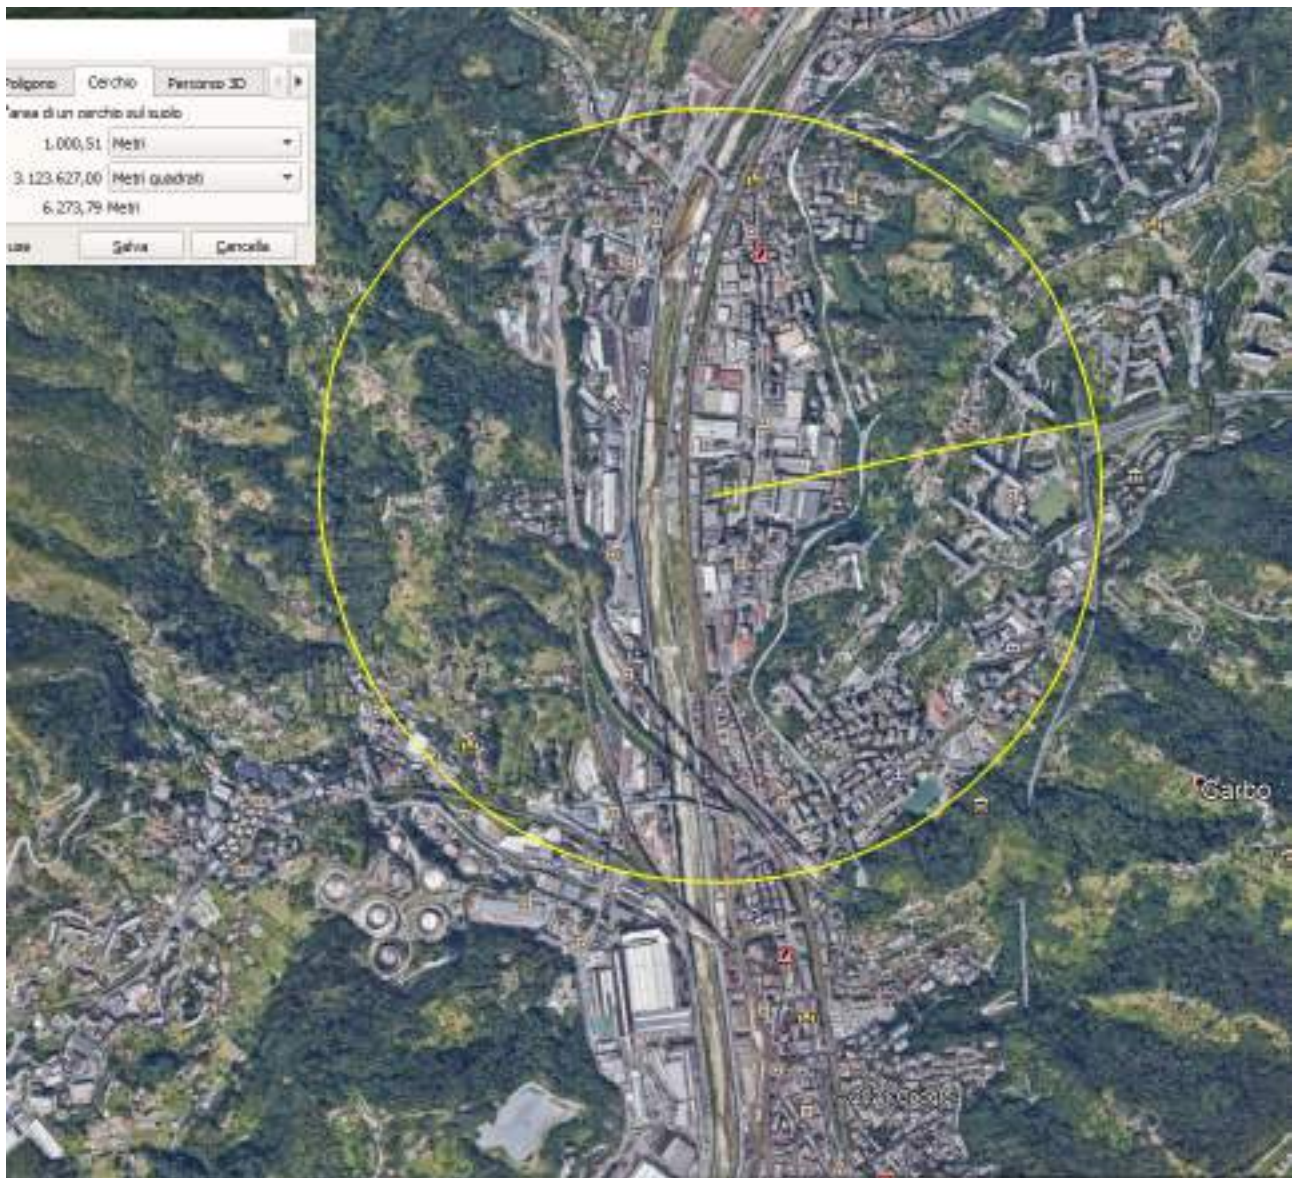 Poligono Cerchio Percorso 3D
l'area di un cerchio sul suolo
1.000,51 Metri
3.123.627,00 Metri quadrati
6.273,79 Metri
Salva Cancella
Garbo